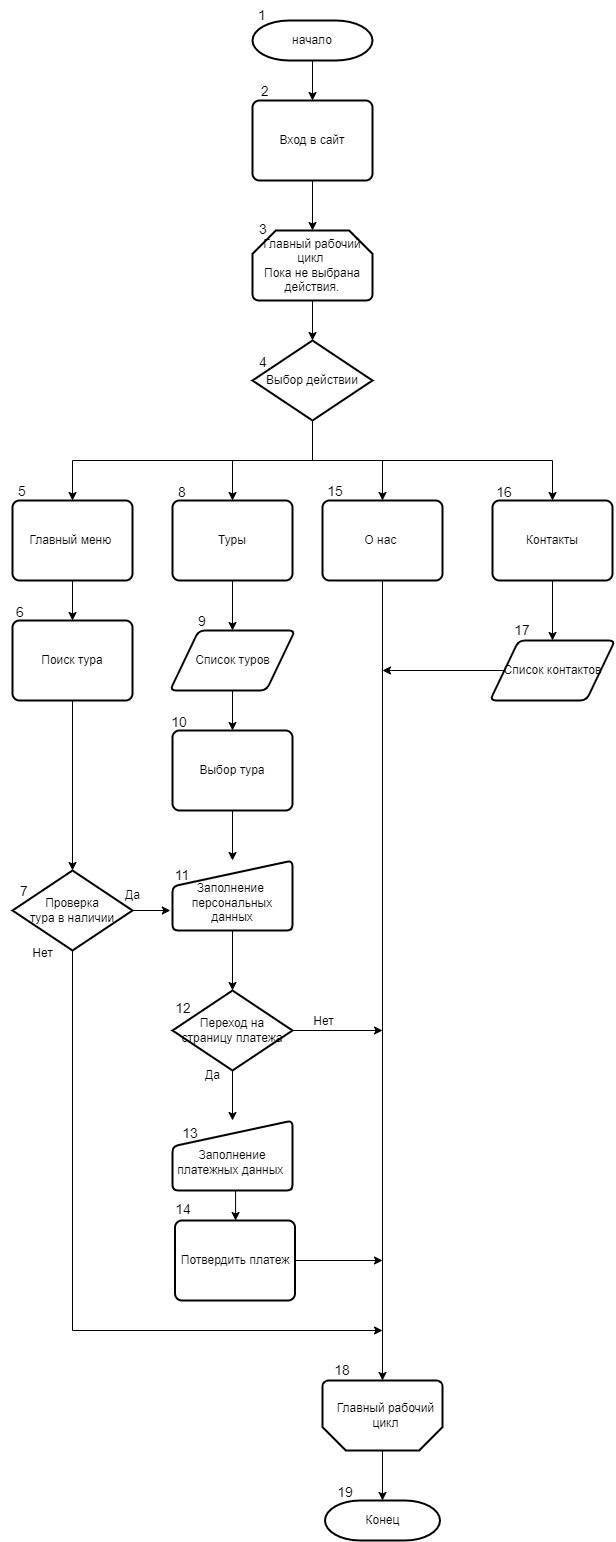 1
начало
2
Вход в сайт
3
Главный рабочий
цикл
Пока не выбрана
действия.
4
Выбор действии
5
Главный меню
8
Туры
15
О нас
16
Контакты
6
Поиск тура
9
Список туров
17
Список контактов
10
Выбор тура
7
Проверка
тура в наличии
Да
Нет
11
Заполнение
персональных
данных
12
Переход на
страницу платежа
Нет
Да
13
Заполнение
платежных данных
14
Потвердить платеж
18
Главный рабочий
цикл
19
Конец